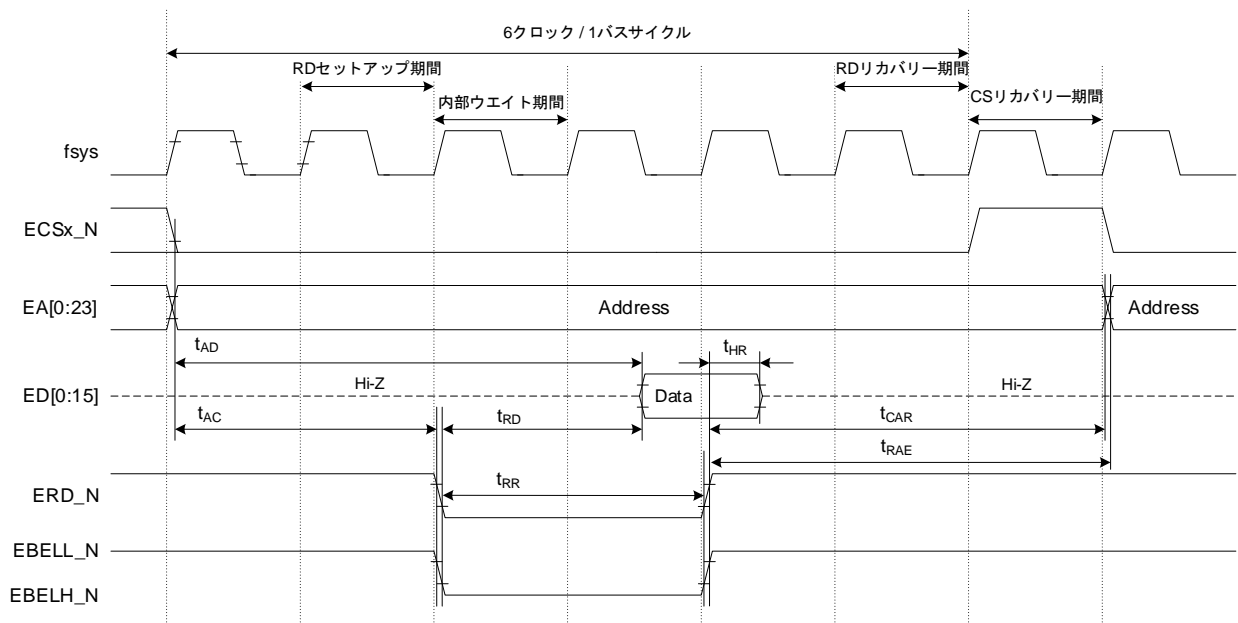 6クロック / 1バスサイクル
RDセットアップ期間
RDリカバリー期間
内部ウエイト期間
CSリカバリー期間
fsys
ECSx_N
EA[0:23]
Address
Address
tAD
tHR
ED[0:15]
Hi-Z
Data
Hi-Z
tAC
tRD
tCAR
tRAE
ERD_N
tRR
EBELL_N
EBELH_N